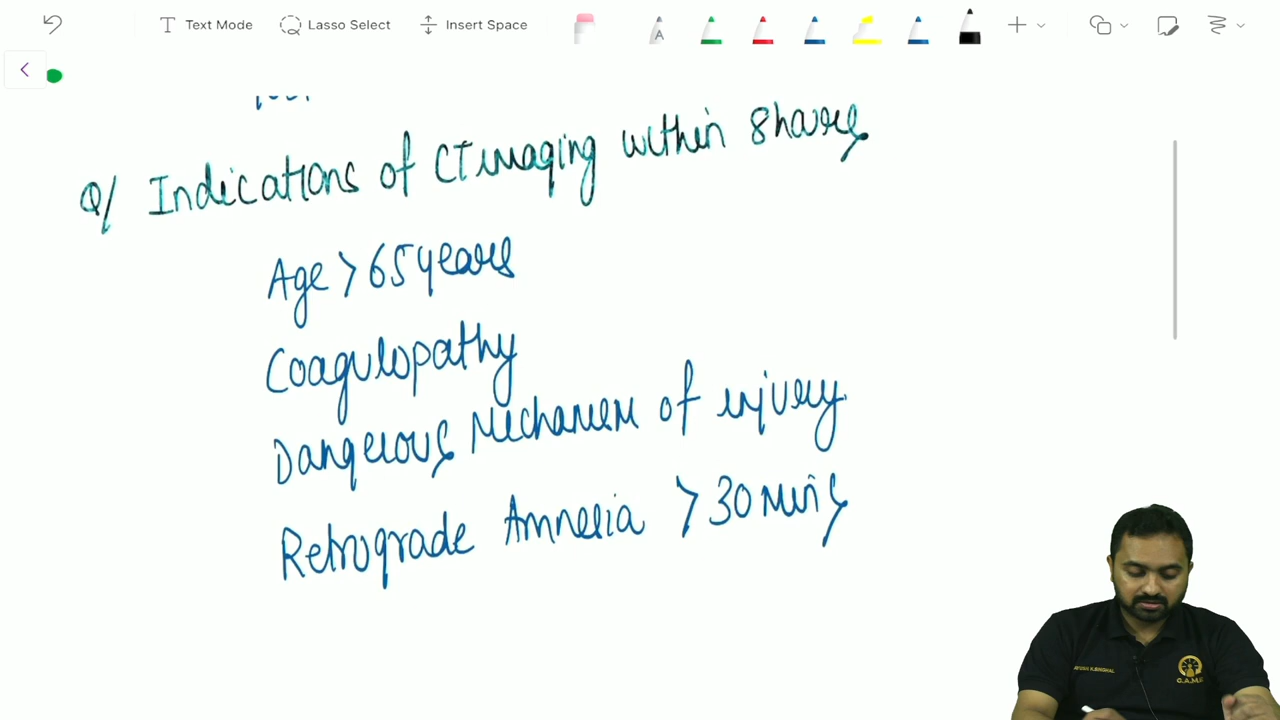 Text Mode Lasso Select Insert Space
Q/ Indications of CT imaging within 8 hours
Age > 65 years
Coagulopathy
Dangerous Mechanism of injury
Retrograde Amnesia > 30 mins
G.A.M.S